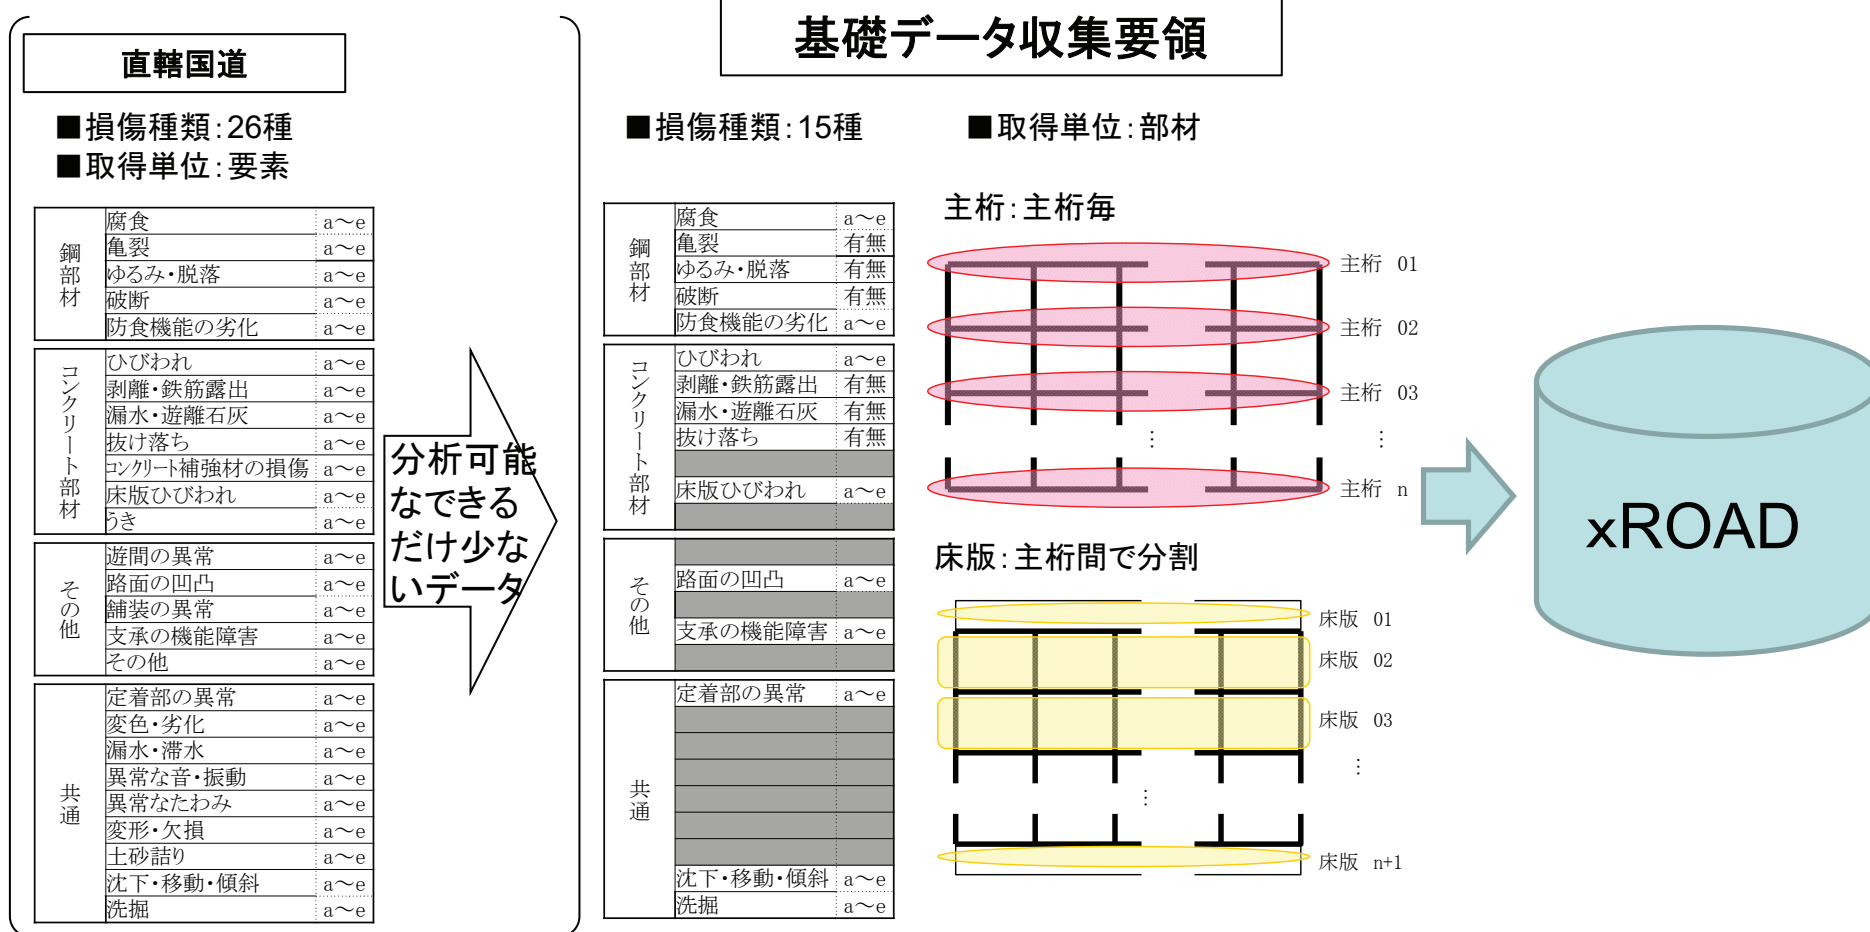 直轄国道
■損傷種類:26種
■取得単位:要素
鋼部材
腐食 a～e
亀裂 a～e
ゆるみ・脱落 a～e
破断 a～e
防食機能の劣化 a～e
コンクリート部材
ひびわれ a～e
剥離・鉄筋露出 a～e
漏水・遊離石灰 a～e
抜け落ち a～e
コンクリート補強材の損傷 a～e
床版ひびわれ a～e
うき a～e
その他
遊間の異常 a～e
路面の凹凸 a～e
舗装の異常 a～e
支承の機能障害 a～e
その他 a～e
共通
定着部の異常 a～e
変色・劣化 a～e
漏水・滞水 a～e
異常な音・振動 a～e
異常なたわみ a～e
変形・欠損 a～e
土砂詰り a～e
沈下・移動・傾斜 a～e
洗掘 a～e
分析可能
なできる
だけ少な
いデータ
基礎データ収集要領
■損傷種類:15種
■取得単位:部材
鋼部材
腐食 a～e
亀裂 有無
ゆるみ・脱落 有無
破断 有無
防食機能の劣化 a～e
コンクリート部材
ひびわれ a～e
剥離・鉄筋露出 有無
漏水・遊離石灰 有無
抜け落ち 有無
床版ひびわれ a～e
その他
路面の凹凸 a～e
支承の機能障害 a～e
共通
定着部の異常 a～e
沈下・移動・傾斜 a～e
洗掘 a～e
主桁:主桁毎
主桁 01
主桁 02
主桁 03
⋮ ⋮
主桁 n
床版:主桁間で分割
床版 01
床版 02
床版 03
⋮
⋮
床版 n+1
xROAD